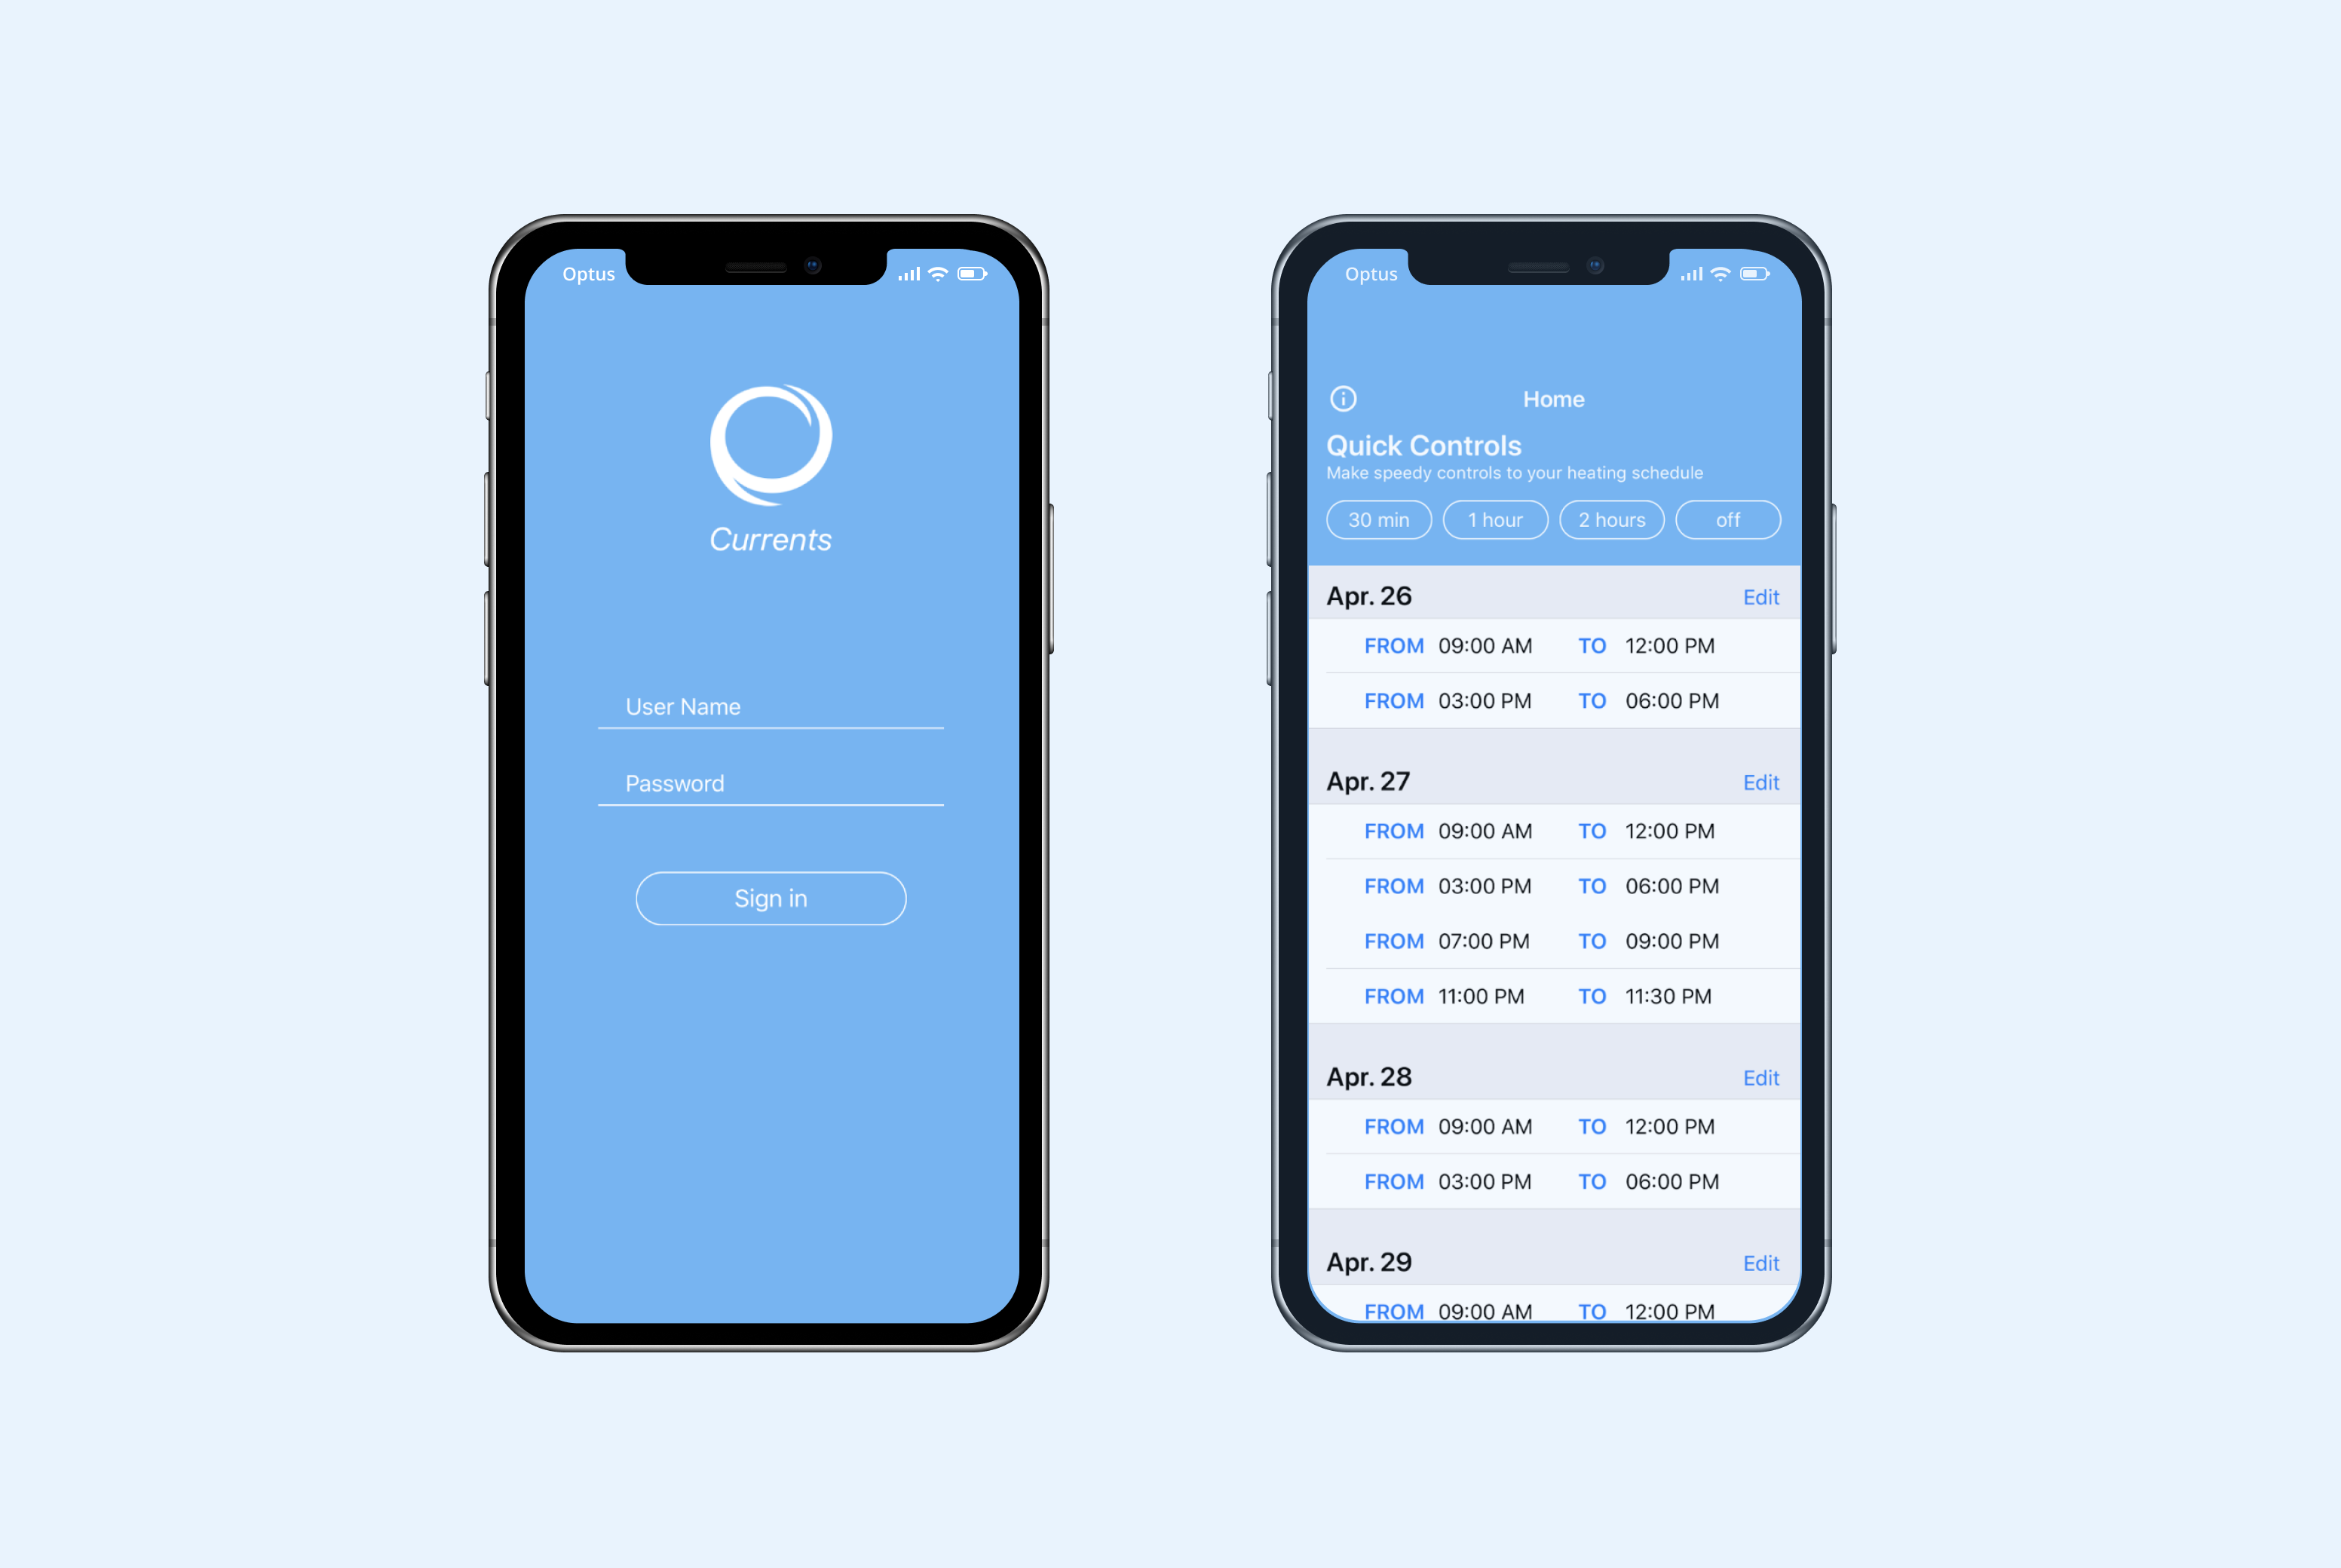 Optus
Currents
User Name
Password
Sign in
Optus
Home
Quick Controls
Make speedy controls to your heating schedule
30 min 1 hour 2 hours off
Apr. 26 Edit
FROM 09:00 AM TO 12:00 PM
FROM 03:00 PM TO 06:00 PM
Apr. 27 Edit
FROM 09:00 AM TO 12:00 PM
FROM 03:00 PM TO 06:00 PM
FROM 07:00 PM TO 09:00 PM
FROM 11:00 PM TO 11:30 PM
Apr. 28 Edit
FROM 09:00 AM TO 12:00 PM
FROM 03:00 PM TO 06:00 PM
Apr. 29 Edit
FROM 09:00 AM TO 12:00 PM